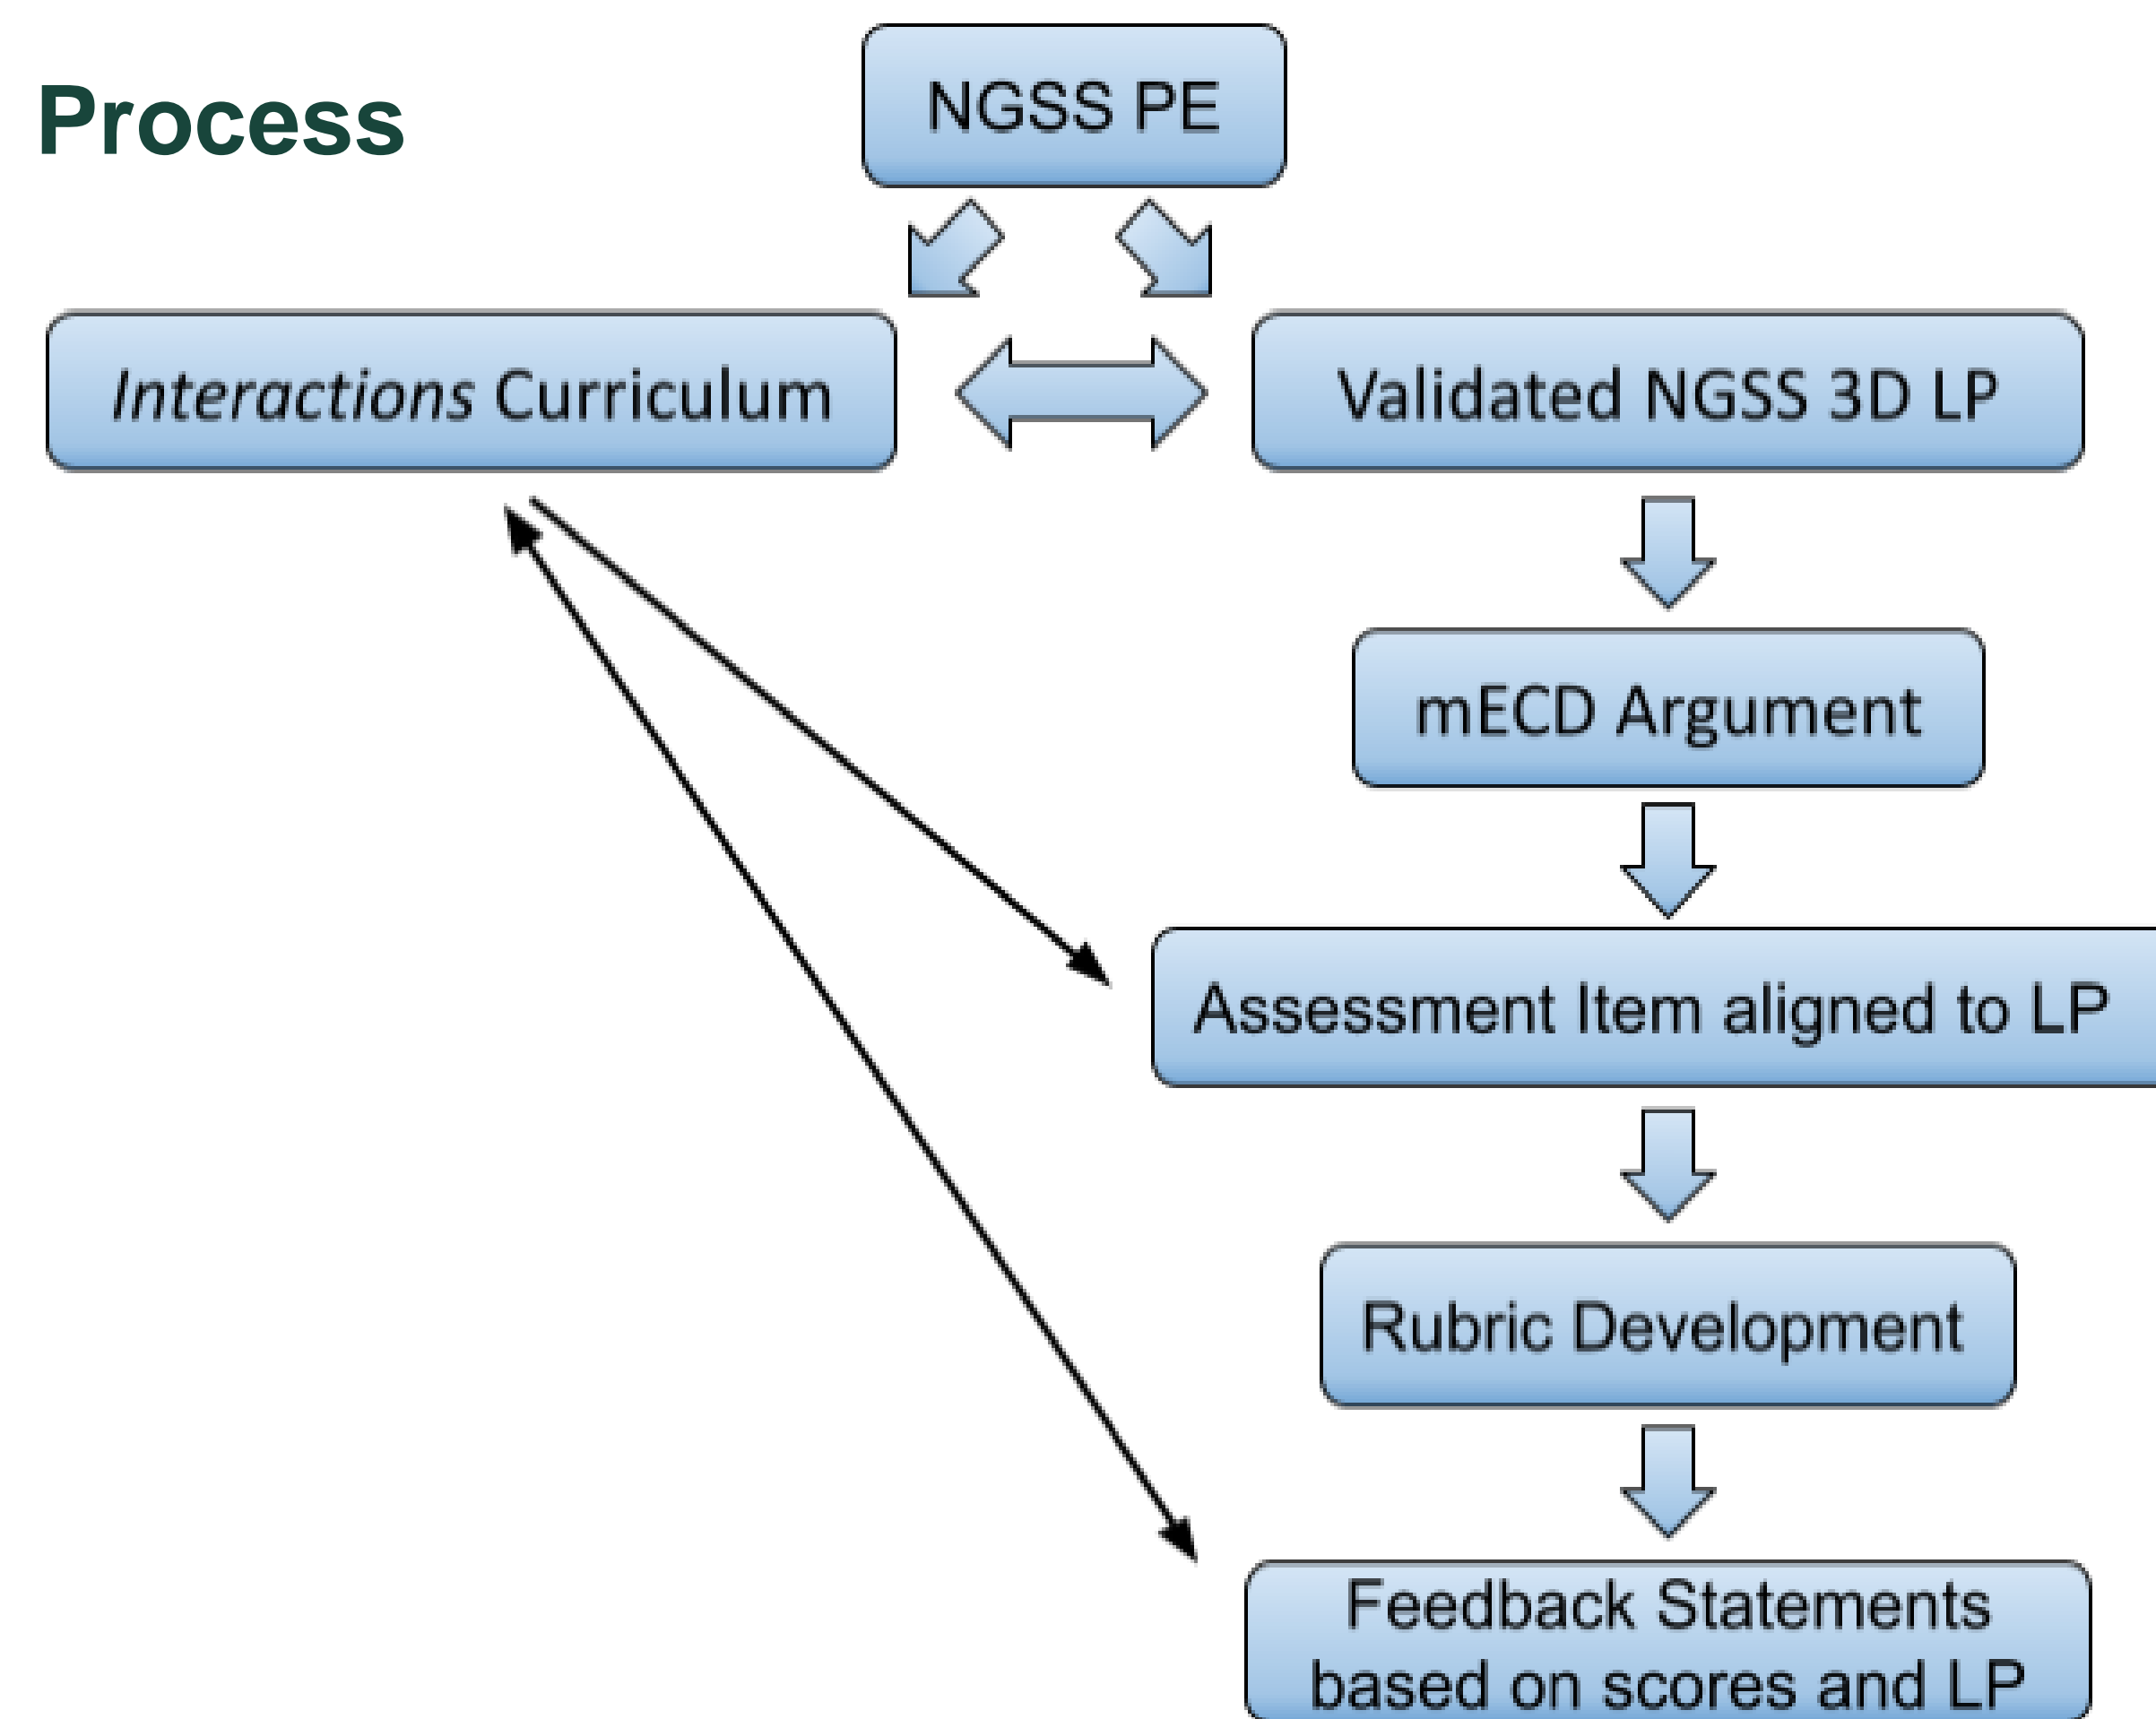 Process
NGSS PE
Interactions Curriculum
Validated NGSS 3D LP
mECD Argument
Assessment Item aligned to LP
Rubric Development
Feedback Statements
based on scores and LP